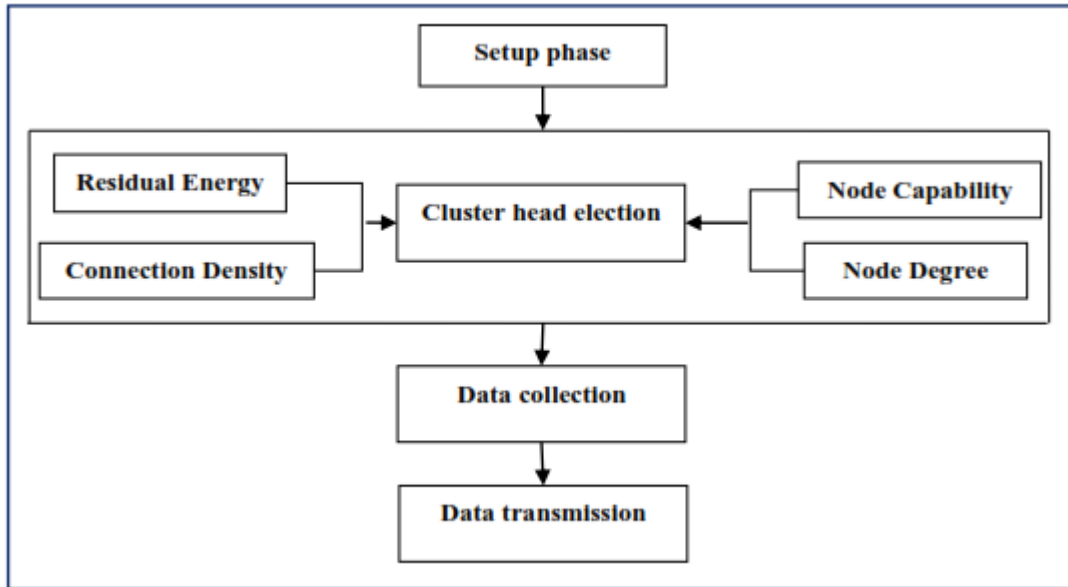 Setup phase
Residual Energy
Node Capability
Cluster head election
Connection Density
Node Degree
Data collection
Data transmission